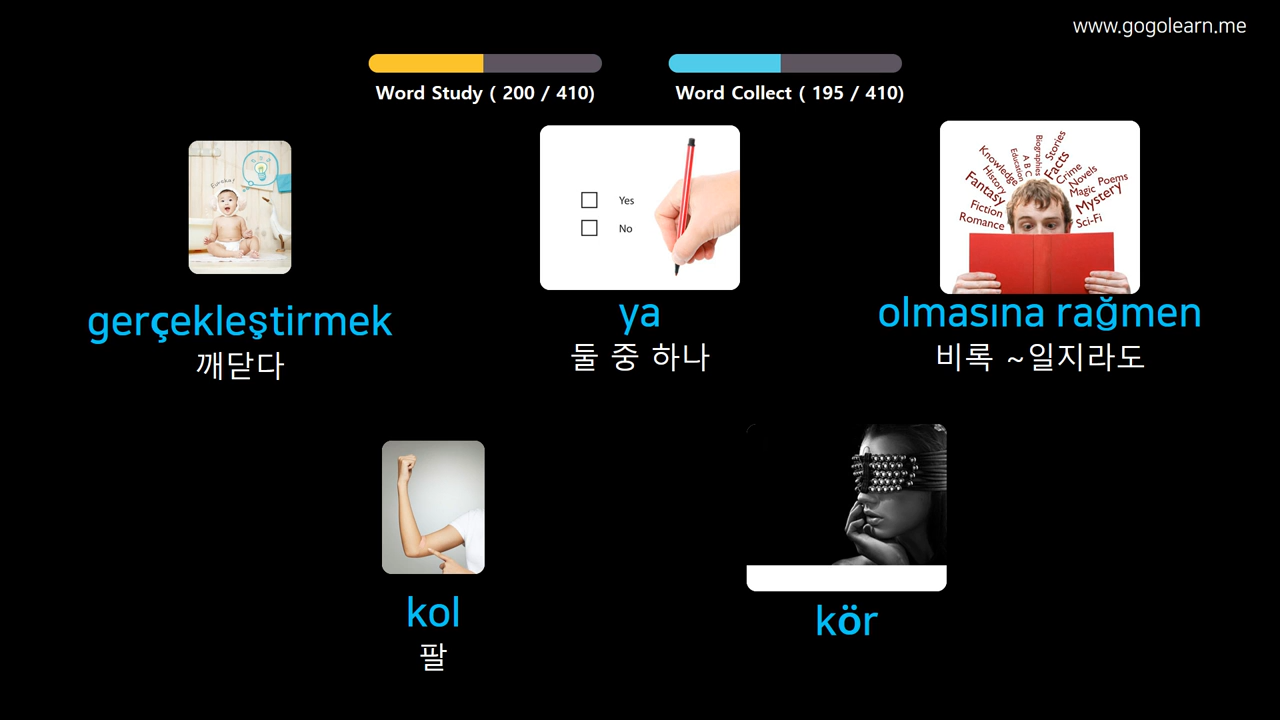 www.gogolearn.me
Word Study ( 200 / 410)
Word Collect ( 195 / 410)
Eureka!
Yes
No
Knowledge
History
Fantasy
Fiction
Romance
Education
A B C
Biographies
Stories
Facts
Crime
Novels
Magic
Poems
Mystery
Sci-Fi
gerçekleştirmek
깨닫다
ya
둘 중 하나
olmasına rağmen
비록 ~일지라도
kol
팔
kör